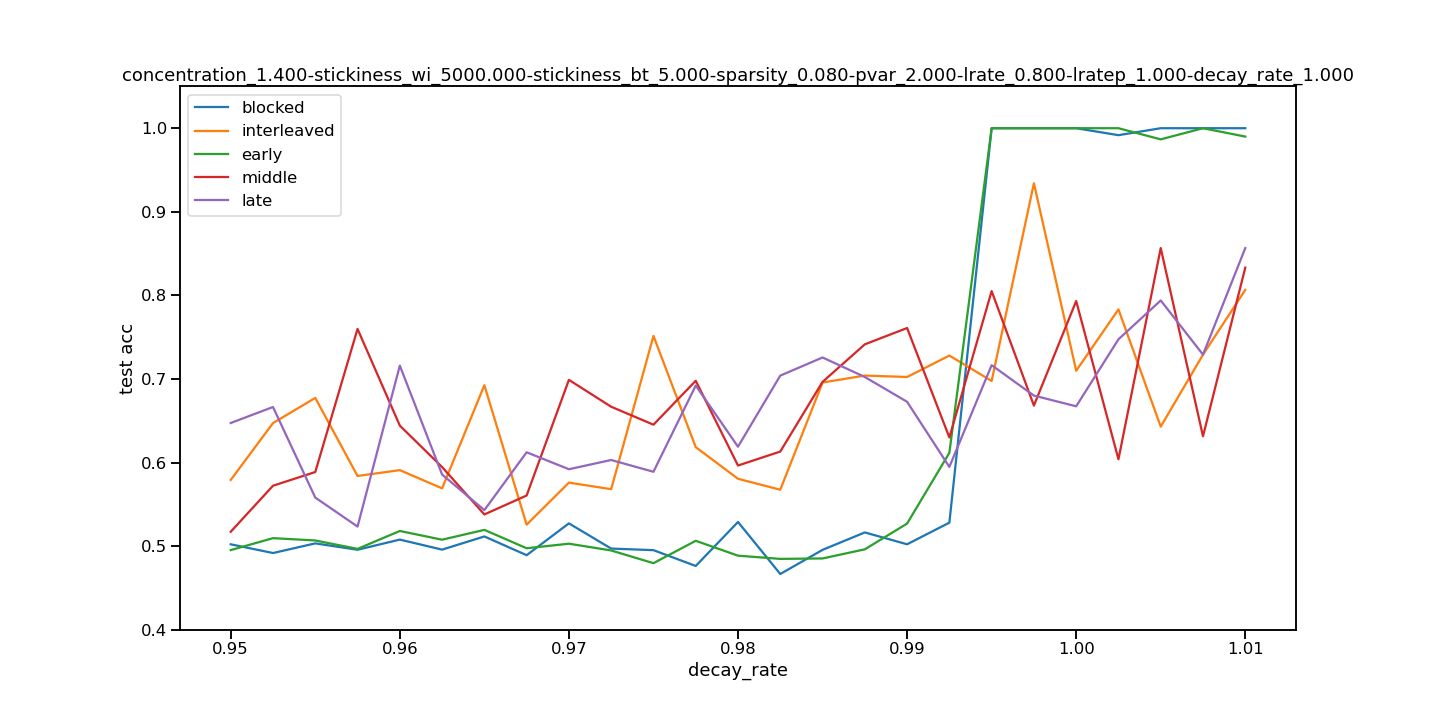 concentration_1.400-stickiness_wi_5000.000-stickiness_bt_5.000-sparsity_0.080-pvar_2.000-lrate_0.800-lratep_1.000-decay_rate_1.000
blocked
interleaved
early
middle
late
1.0
0.9
0.8
0.7
0.6
0.5
0.4
test acc
0.95 0.96 0.97 0.98 0.99 1.00 1.01
decay_rate